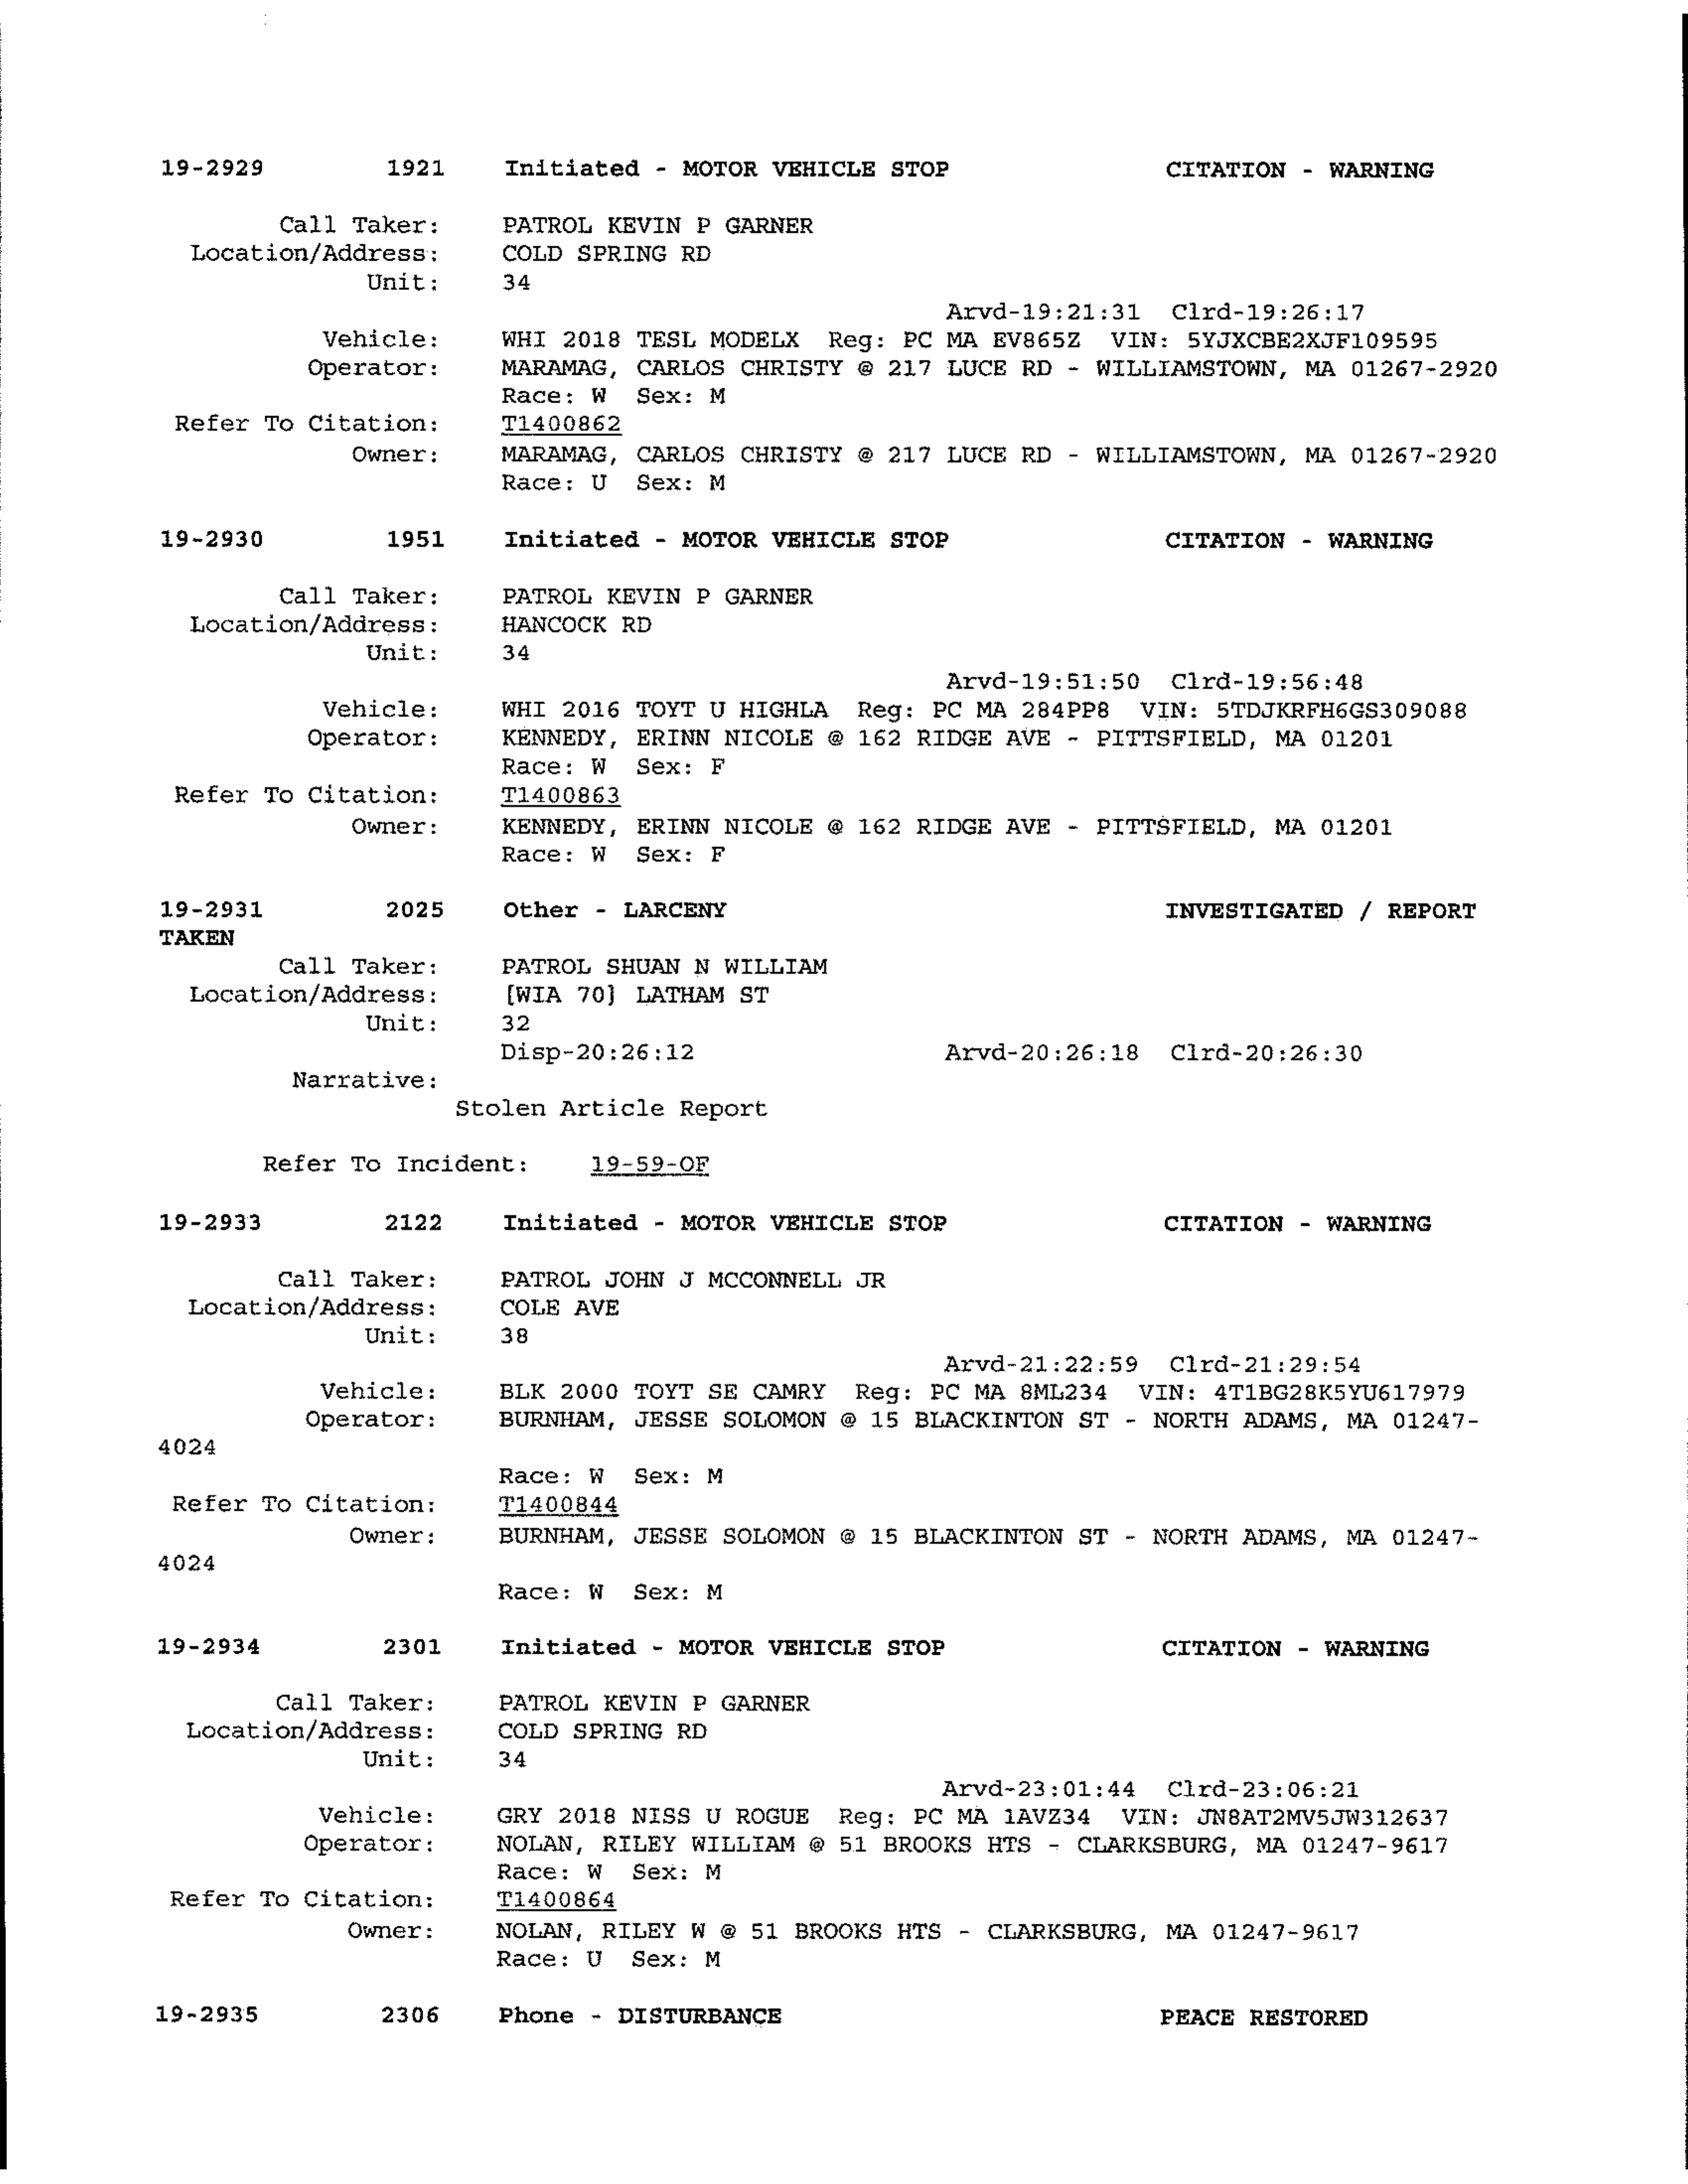 19-2929 1921 Initiated - MOTOR VEHICLE STOP CITATION - WARNING
Call Taker: PATROL KEVIN P GARNER
Location/Address: COLD SPRING RD
Unit: 34
Arvd-19:21:31 Clrd-19:26:17
Vehicle: WHI 2018 TESL MODELX Reg: PC MA EV865Z VIN: 5YJXCBE2XJF109595
Operator: MARAMAG, CARLOS CHRISTY @ 217 LUCE RD - WILLIAMSTOWN, MA 01267-2920
Race: W Sex: M
Refer To Citation: T1400862
Owner: MARAMAG, CARLOS CHRISTY @ 217 LUCE RD - WILLIAMSTOWN, MA 01267-2920
Race: U Sex: M
19-2930 1951 Initiated - MOTOR VEHICLE STOP CITATION - WARNING
Call Taker: PATROL KEVIN P GARNER
Location/Address: HANCOCK RD
Unit: 34
Arvd-19:51:50 Clrd-19:56:48
Vehicle: WHI 2016 TOYT U HIGHLA Reg: PC MA 284PP8 VIN: 5TDJKRFH6GS309088
Operator: KENNEDY, ERINN NICOLE @ 162 RIDGE AVE - PITTSFIELD, MA 01201
Race: W Sex: F
Refer To Citation: T1400863
Owner: KENNEDY, ERINN NICOLE @ 162 RIDGE AVE - PITTSFIELD, MA 01201
Race: W Sex: F
19-2931 2025 Other - LARCENY INVESTIGATED / REPORT
TAKEN
Call Taker: PATROL SHUAN N WILLIAM
Location/Address: [WIA 70] LATHAM ST
Unit: 32
Disp-20:26:12 Arvd-20:26:18 Clrd-20:26:30
Narrative:
Stolen Article Report
Refer To Incident: 19-59-OF
19-2933 2122 Initiated - MOTOR VEHICLE STOP CITATION - WARNING
Call Taker: PATROL JOHN J MCCONNELL JR
Location/Address: COLE AVE
Unit: 38
Arvd-21:22:59 Clrd-21:29:54
Vehicle: BLK 2000 TOYT SE CAMRY Reg: PC MA 8ML234 VIN: 4T1BG28K5YU617979
Operator: BURNHAM, JESSE SOLOMON @ 15 BLACKINTON ST - NORTH ADAMS, MA 01247-
4024
Race: W Sex: M
Refer To Citation: T1400844
Owner: BURNHAM, JESSE SOLOMON @ 15 BLACKINTON ST - NORTH ADAMS, MA 01247-
4024
Race: W Sex: M
19-2934 2301 Initiated - MOTOR VEHICLE STOP CITATION - WARNING
Call Taker: PATROL KEVIN P GARNER
Location/Address: COLD SPRING RD
Unit: 34
Arvd-23:01:44 Clrd-23:06:21
Vehicle: GRY 2018 NISS U ROGUE Reg: PC MA 1AVZ34 VIN: JN8AT2MV5JW312637
Operator: NOLAN, RILEY WILLIAM @ 51 BROOKS HTS - CLARKSBURG, MA 01247-9617
Race: W Sex: M
Refer To Citation: T1400864
Owner: NOLAN, RILEY W @ 51 BROOKS HTS - CLARKSBURG, MA 01247-9617
Race: U Sex: M
19-2935 2306 Phone - DISTURBANCE PEACE RESTORED